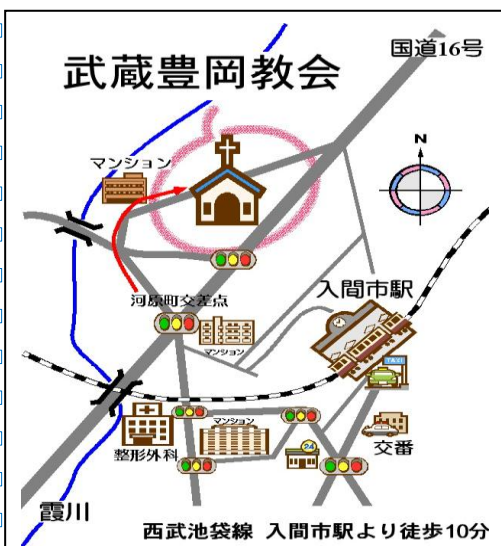 国道16号
武蔵豊岡教会
マンション
N
河原町交差点
入間市駅
マンション
TAXI
マンション
24
整形外科
交番
霞川
西武池袋線 入間市駅より徒歩10分